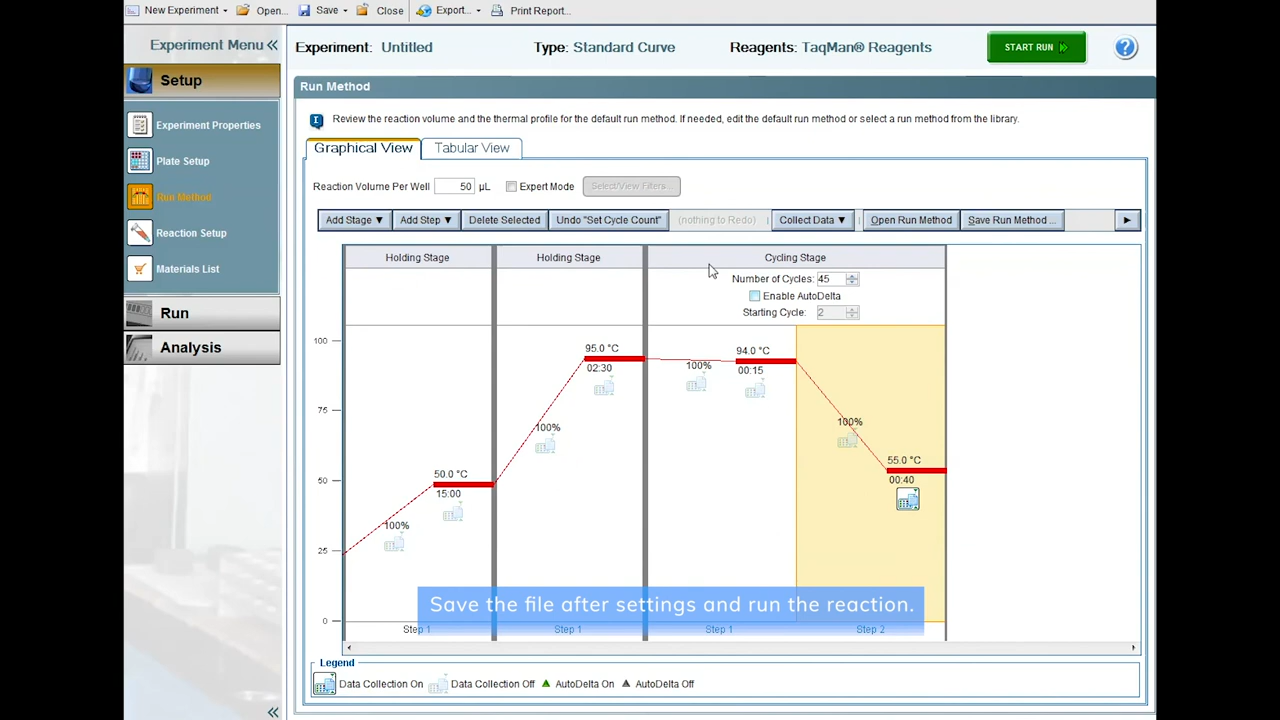 New Experiment Open... Save Close Export... Print Report...
Experiment Menu «
Experiment: Untitled Type: Standard Curve Reagents: TaqMan® Reagents START RUN ?
Setup
Experiment Properties
Plate Setup
Run Method
Reaction Setup
Materials List
Run
Analysis
Run Method
Review the reaction volume and the thermal profile for the default run method. If needed, edit the default run method or select a run method from the library.
Graphical View Tabular View
Reaction Volume Per Well 50 µL Expert Mode Select/View Filters...
Add Stage ▼ Add Step ▼ Delete Selected Undo "Set Cycle Count" (nothing to Redo) Collect Data ▼ Open Run Method Save Run Method ...
Holding Stage Holding Stage Cycling Stage
Number of Cycles: 45
Enable AutoDelta
Starting Cycle: 2
100
75
50
25
0
100%
50.0 °C
15:00
100%
95.0 °C
02:30
100%
94.0 °C
00:15
100%
55.0 °C
00:40
Save the file after settings and run the reaction.
Step 1 Step 1 Step 1 Step 2
Legend
Data Collection On Data Collection Off AutoDelta On AutoDelta Off
«